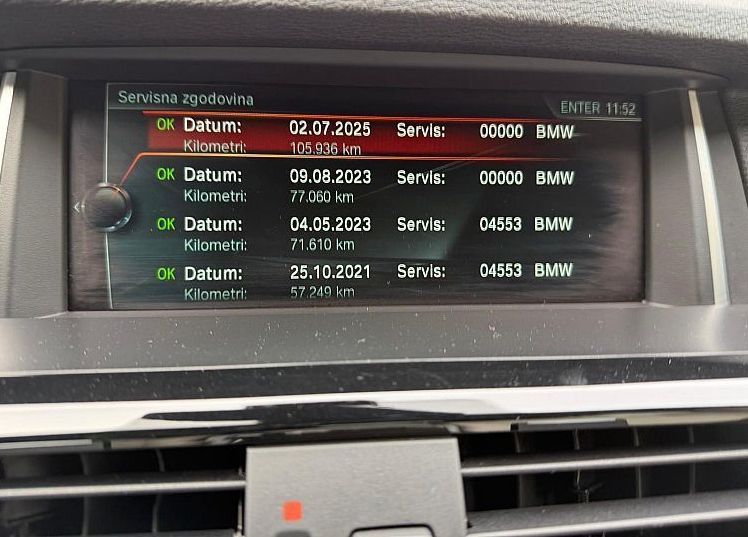 Servisna zgodovina
ENTER 11:52
OK Datum: 02.07.2025 Servis: 00000 BMW
Kilometri: 105.936 km
OK Datum: 09.08.2023 Servis: 00000 BMW
Kilometri: 77.060 km
OK Datum: 04.05.2023 Servis: 04553 BMW
Kilometri: 71.610 km
OK Datum: 25.10.2021 Servis: 04553 BMW
Kilometri: 57.249 km